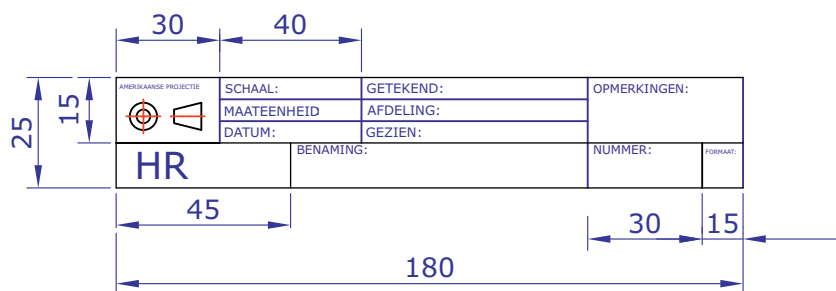 30
40
AMERIKAANSE PROJECTIE
SCHAAL:
GETEKEND:
OPMERKINGEN:
25
15
MAATEENHEID
AFDELING:
DATUM:
GEZIEN:
HR
BENAMING:
NUMMER:
FORMAAT:
45
30
15
180